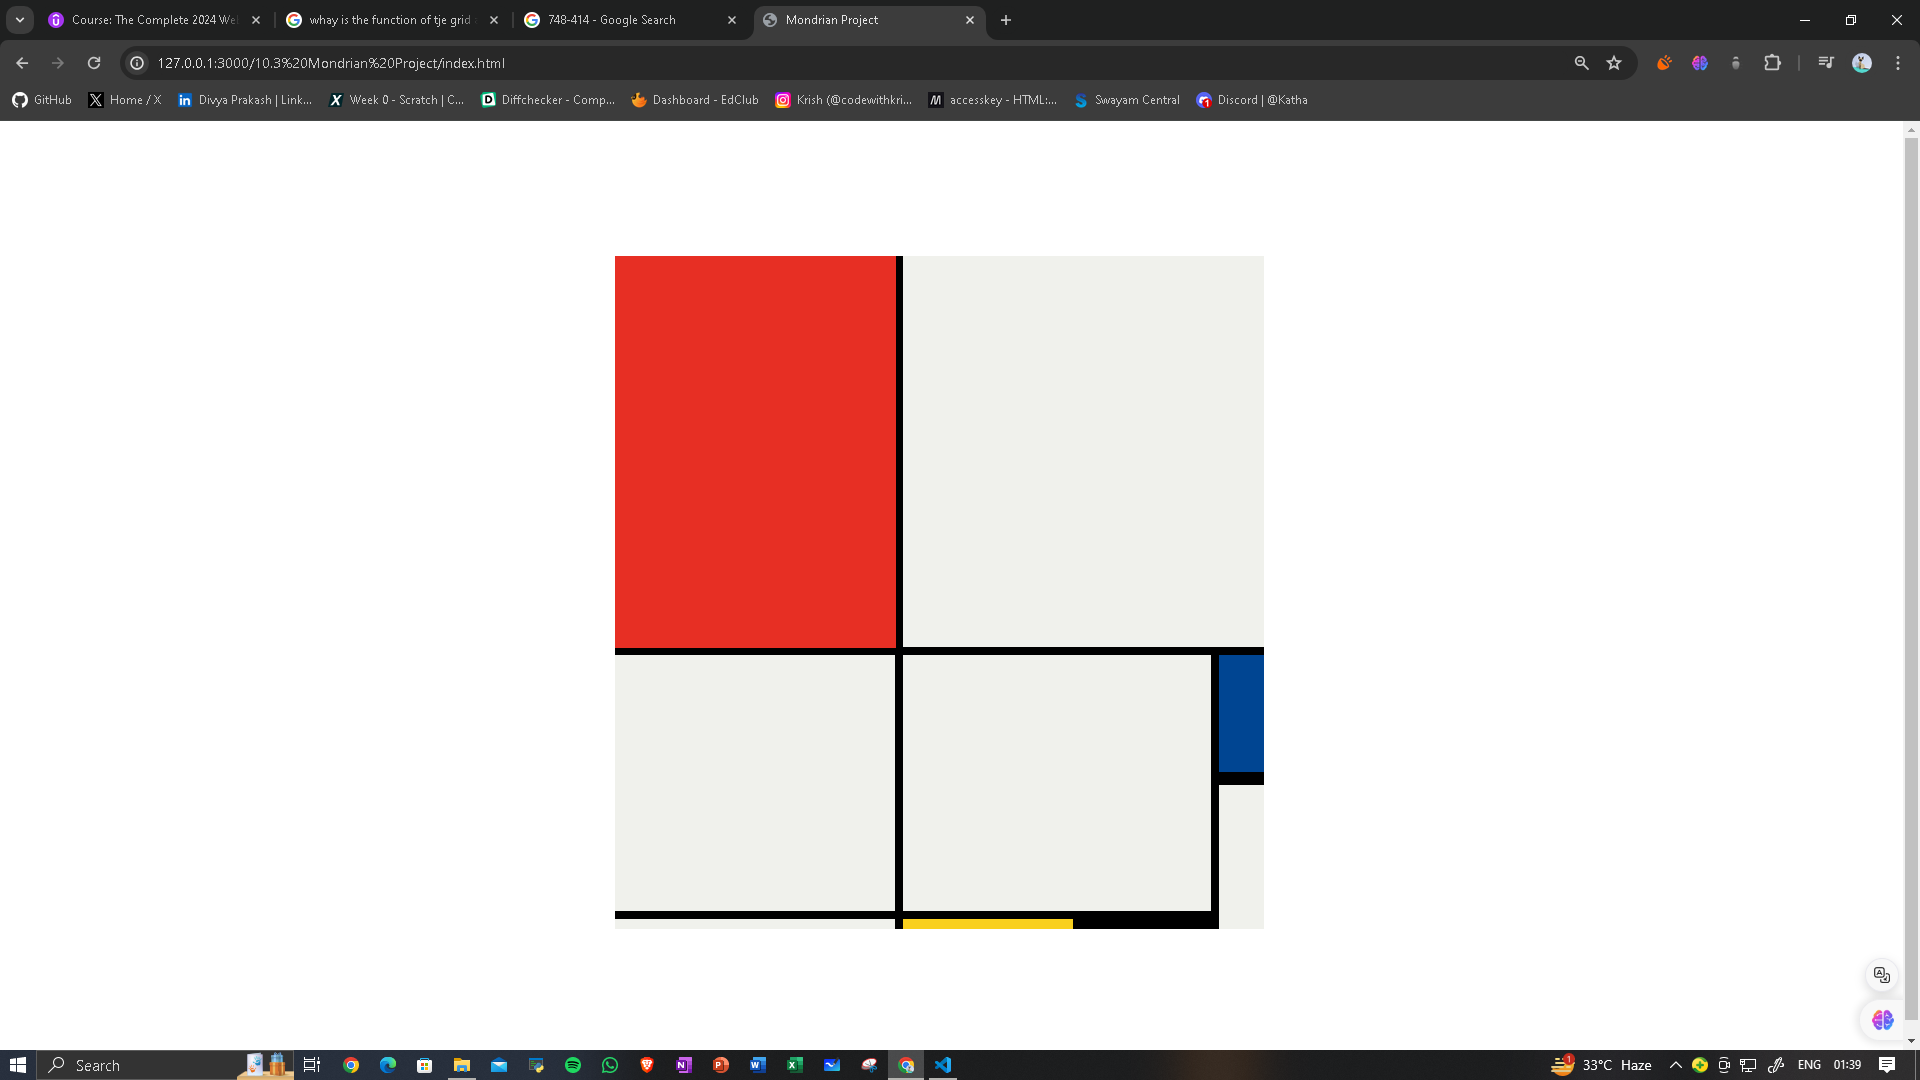 Course: The Complete 2024 We
whay is the function of tje grid
748-414 - Google Search
Mondrian Project
127.0.0.1:3000/10.3%20Mondrian%20Project/index.html
GitHub
Home / X
Divya Prakash | Link...
Week 0 - Scratch | C...
Diffchecker - Comp...
Dashboard - EdClub
Krish (@codewithkri...
accesskey - HTML:...
Swayam Central
Discord | @Katha
Search
33°C Haze
ENG
01:39